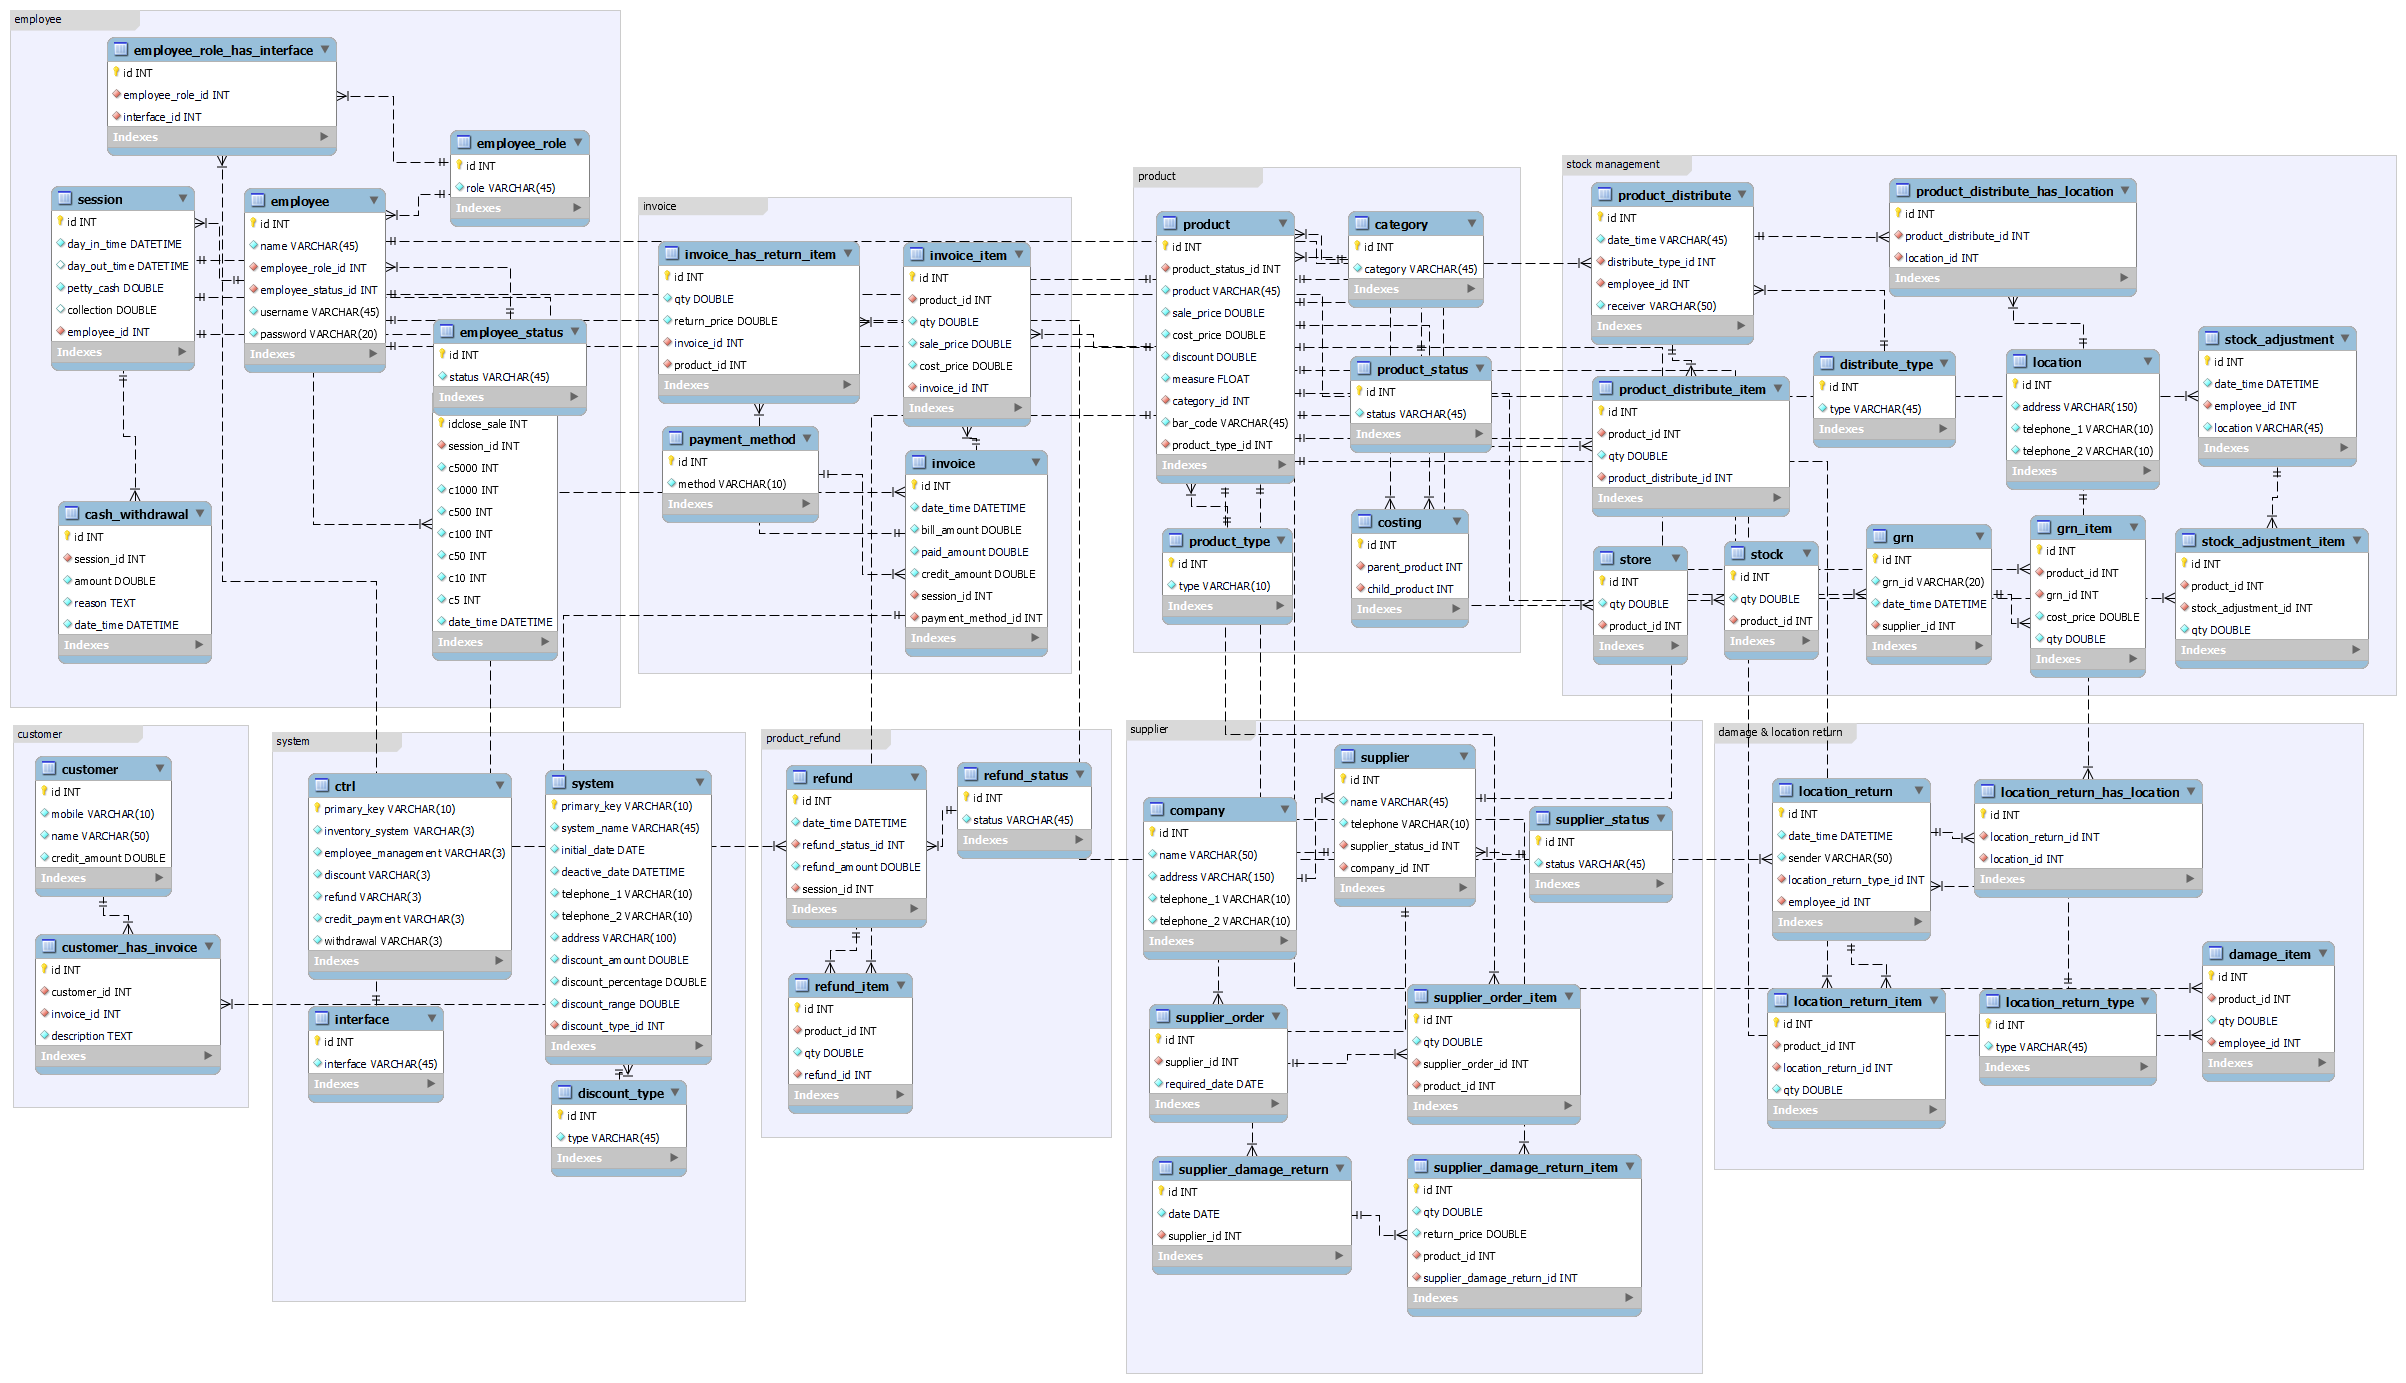 employee
employee_role_has_interface
id INT
employee_role_id INT
interface_id INT
Indexes
employee_role
id INT
role VARCHAR(45)
Indexes
session
id INT
day_in_time DATETIME
day_out_time DATETIME
petty_cash DOUBLE
collection DOUBLE
employee_id INT
Indexes
employee
id INT
name VARCHAR(45)
employee_role_id INT
employee_status_id INT
username VARCHAR(45)
password VARCHAR(20)
Indexes
employee_status
id INT
status VARCHAR(45)
Indexes
idclose_sale INT
session_id INT
c5000 INT
c1000 INT
c500 INT
c100 INT
c50 INT
c10 INT
c5 INT
date_time DATETIME
Indexes
cash_withdrawal
id INT
session_id INT
amount DOUBLE
reason TEXT
date_time DATETIME
Indexes
invoice
invoice_has_return_item
id INT
qty DOUBLE
return_price DOUBLE
invoice_id INT
product_id INT
Indexes
invoice_item
id INT
product_id INT
qty DOUBLE
sale_price DOUBLE
cost_price DOUBLE
invoice_id INT
Indexes
payment_method
id INT
method VARCHAR(10)
Indexes
invoice
id INT
date_time DATETIME
bill_amount DOUBLE
paid_amount DOUBLE
credit_amount DOUBLE
session_id INT
payment_method_id INT
Indexes
product
product
id INT
product_status_id INT
product VARCHAR(45)
sale_price DOUBLE
cost_price DOUBLE
discount DOUBLE
measure FLOAT
category_id INT
bar_code VARCHAR(45)
product_type_id INT
Indexes
category
id INT
category VARCHAR(45)
Indexes
product_status
id INT
status VARCHAR(45)
Indexes
product_type
id INT
type VARCHAR(10)
Indexes
costing
id INT
parent_product INT
child_product INT
Indexes
stock management
product_distribute
id INT
date_time VARCHAR(45)
distribute_type_id INT
employee_id INT
receiver VARCHAR(50)
Indexes
product_distribute_has_location
id INT
product_distribute_id INT
location_id INT
Indexes
product_distribute_item
id INT
product_id INT
qty DOUBLE
product_distribute_id INT
Indexes
distribute_type
id INT
type VARCHAR(45)
Indexes
location
id INT
address VARCHAR(150)
telephone_1 VARCHAR(10)
telephone_2 VARCHAR(10)
Indexes
stock_adjustment
id INT
date_time DATETIME
employee_id INT
location VARCHAR(45)
Indexes
store
id INT
qty DOUBLE
product_id INT
Indexes
stock
id INT
qty DOUBLE
product_id INT
Indexes
grn
id INT
grn_id VARCHAR(20)
date_time DATETIME
supplier_id INT
Indexes
grn_item
id INT
product_id INT
grn_id INT
cost_price DOUBLE
qty DOUBLE
Indexes
stock_adjustment_item
id INT
product_id INT
stock_adjustment_id INT
qty DOUBLE
Indexes
customer
customer
id INT
mobile VARCHAR(10)
name VARCHAR(50)
credit_amount DOUBLE
Indexes
customer_has_invoice
id INT
customer_id INT
invoice_id INT
description TEXT
Indexes
system
ctrl
primary_key VARCHAR(10)
inventory_system VARCHAR(3)
employee_management VARCHAR(3)
discount VARCHAR(3)
refund VARCHAR(3)
credit_payment VARCHAR(3)
withdrawal VARCHAR(3)
Indexes
interface
id INT
interface VARCHAR(45)
Indexes
system
primary_key VARCHAR(10)
system_name VARCHAR(45)
initial_date DATE
deactive_date DATETIME
telephone_1 VARCHAR(10)
telephone_2 VARCHAR(10)
address VARCHAR(100)
discount_amount DOUBLE
discount_percentage DOUBLE
discount_range DOUBLE
discount_type_id INT
Indexes
discount_type
id INT
type VARCHAR(45)
Indexes
product_refund
refund
id INT
date_time DATETIME
refund_status_id INT
refund_amount DOUBLE
session_id INT
Indexes
refund_status
id INT
status VARCHAR(45)
Indexes
refund_item
id INT
product_id INT
qty DOUBLE
refund_id INT
Indexes
supplier
company
id INT
name VARCHAR(50)
address VARCHAR(150)
telephone_1 VARCHAR(10)
telephone_2 VARCHAR(10)
Indexes
supplier
id INT
name VARCHAR(45)
telephone VARCHAR(10)
supplier_status_id INT
company_id INT
Indexes
supplier_status
id INT
status VARCHAR(45)
Indexes
supplier_order
id INT
supplier_id INT
required_date DATE
Indexes
supplier_order_item
id INT
qty DOUBLE
supplier_order_id INT
product_id INT
Indexes
supplier_damage_return
id INT
date DATE
supplier_id INT
Indexes
supplier_damage_return_item
id INT
qty DOUBLE
return_price DOUBLE
product_id INT
supplier_damage_return_id INT
Indexes
damage & location return
location_return
id INT
date_time DATETIME
sender VARCHAR(50)
location_return_type_id INT
employee_id INT
Indexes
location_return_has_location
id INT
location_return_id INT
location_id INT
Indexes
location_return_item
id INT
product_id INT
location_return_id INT
qty DOUBLE
Indexes
location_return_type
id INT
type VARCHAR(45)
Indexes
damage_item
id INT
product_id INT
qty DOUBLE
employee_id INT
Indexes